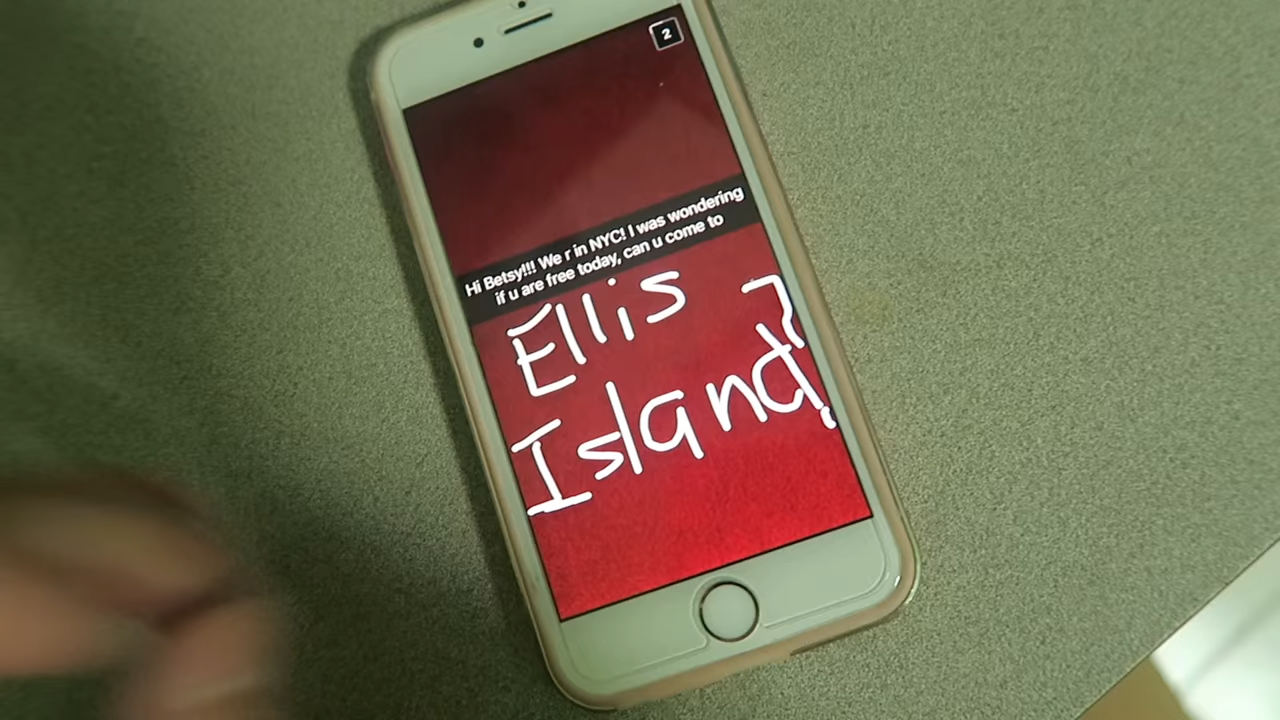 2
Hi Betsy!!! We r in NYC! I was wondering
if u are free today, can u come to
Ellis
Island?